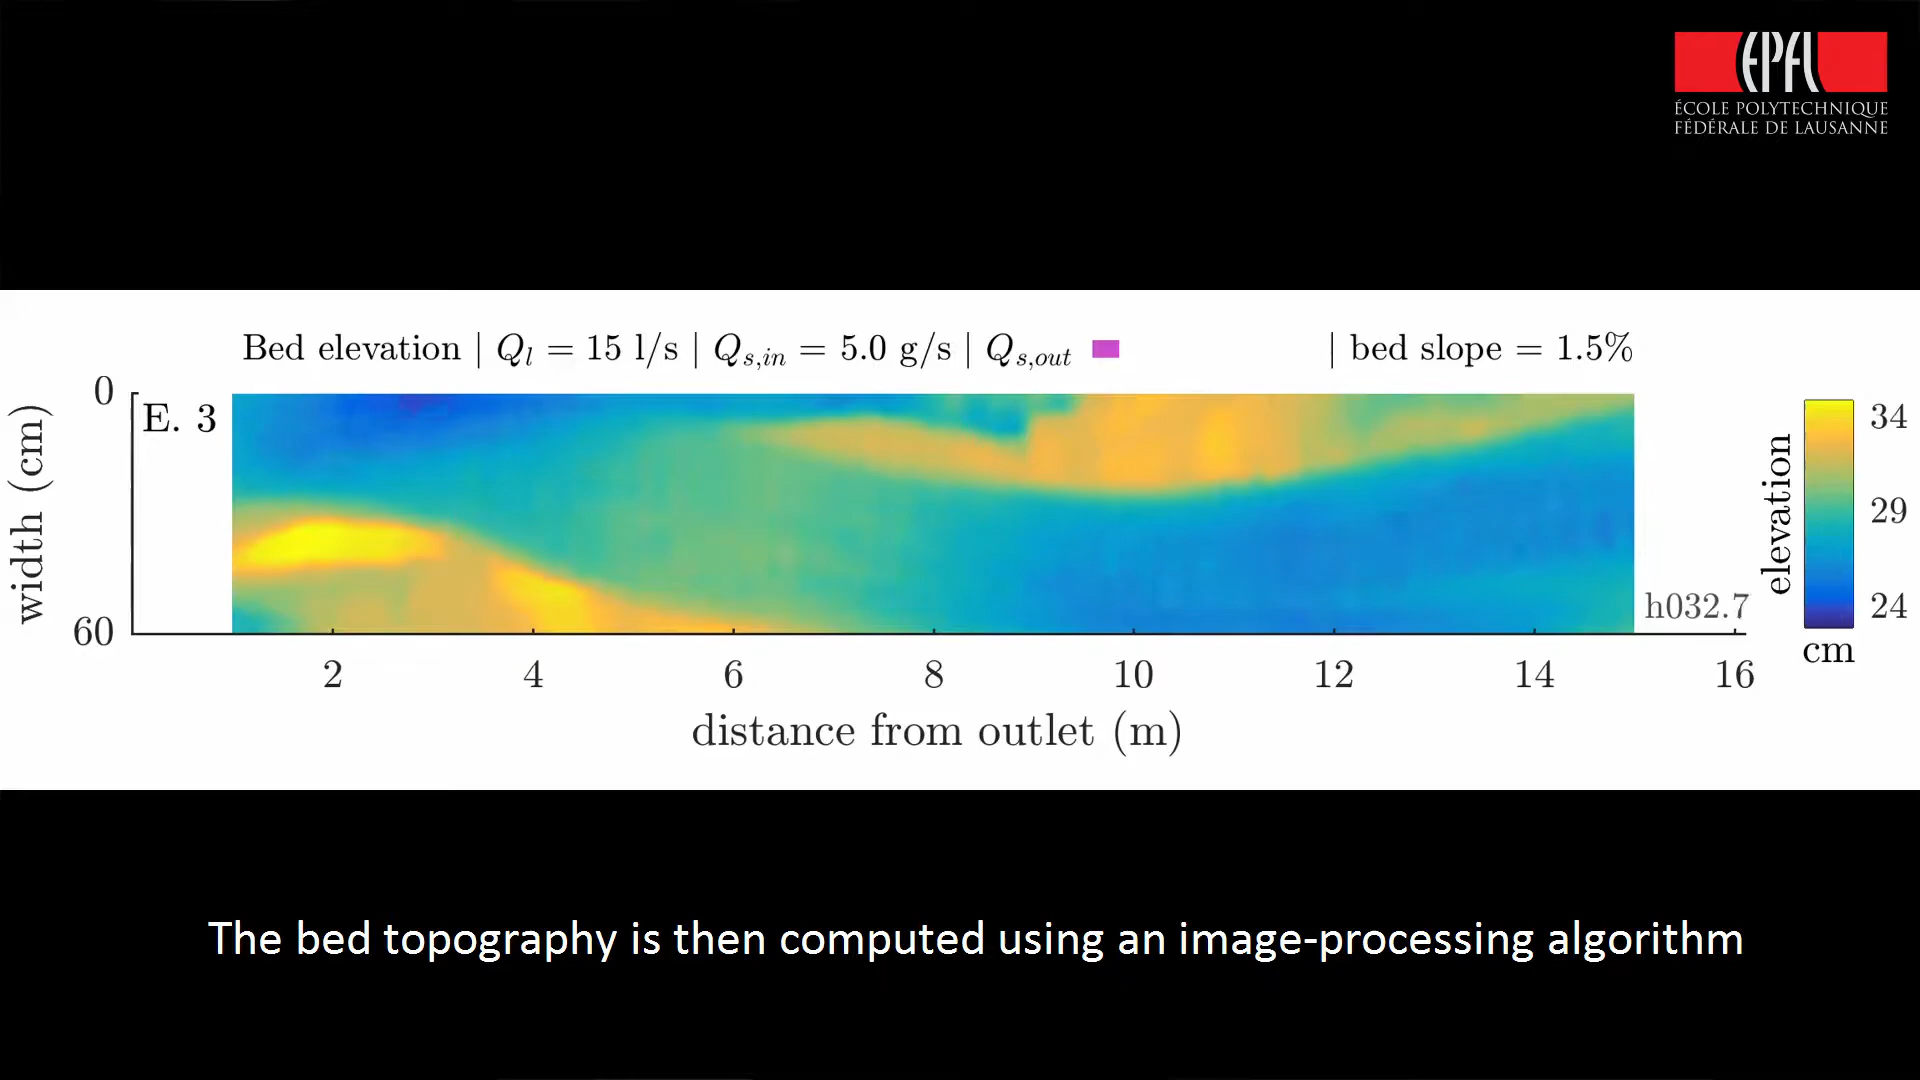 EPFL
ÉCOLE POLYTECHNIQUE
FÉDÉRALE DE LAUSANNE
Bed elevation | Q_l = 15 l/s | Q_{s,in} = 5.0 g/s | Q_{s,out} | bed slope = 1.5%
0
60
width (cm)
E. 3
h032.7
2 4 6 8 10 12 14 16
distance from outlet (m)
elevation
34
29
24
cm
The bed topography is then computed using an image-processing algorithm